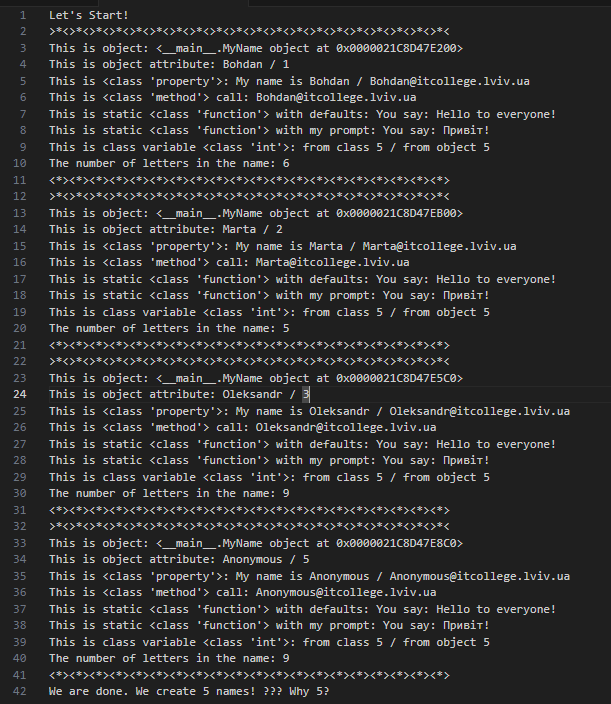 1 Let's Start!
2 >*<>*<>*<>*<>*<>*<>*<>*<>*<>*<>*<>*<>*<>*<>*<>*<>*<>*<>*<>*<
3 This is object: <__main__.MyName object at 0x0000021C8D47E200>
4 This is object attribute: Bohdan / 1
5 This is <class 'property'>: My name is Bohdan / Bohdan@itcollege.lviv.ua
6 This is <class 'method'> call: Bohdan@itcollege.lviv.ua
7 This is static <class 'function'> with defaults: You say: Hello to everyone!
8 This is static <class 'function'> with my prompt: You say: Привіт!
9 This is class variable <class 'int'>: from class 5 / from object 5
10 The number of letters in the name: 6
11 <*><*><*><*><*><*><*><*><*><*><*><*><*><*><*><*><*><*><*><*>
12 >*<>*<>*<>*<>*<>*<>*<>*<>*<>*<>*<>*<>*<>*<>*<>*<>*<>*<>*<>*<
13 This is object: <__main__.MyName object at 0x0000021C8D47EB00>
14 This is object attribute: Marta / 2
15 This is <class 'property'>: My name is Marta / Marta@itcollege.lviv.ua
16 This is <class 'method'> call: Marta@itcollege.lviv.ua
17 This is static <class 'function'> with defaults: You say: Hello to everyone!
18 This is static <class 'function'> with my prompt: You say: Привіт!
19 This is class variable <class 'int'>: from class 5 / from object 5
20 The number of letters in the name: 5
21 <*><*><*><*><*><*><*><*><*><*><*><*><*><*><*><*><*><*><*><*>
22 >*<>*<>*<>*<>*<>*<>*<>*<>*<>*<>*<>*<>*<>*<>*<>*<>*<>*<>*<>*<
23 This is object: <__main__.MyName object at 0x0000021C8D47E5C0>
24 This is object attribute: Oleksandr / 3
25 This is <class 'property'>: My name is Oleksandr / Oleksandr@itcollege.lviv.ua
26 This is <class 'method'> call: Oleksandr@itcollege.lviv.ua
27 This is static <class 'function'> with defaults: You say: Hello to everyone!
28 This is static <class 'function'> with my prompt: You say: Привіт!
29 This is class variable <class 'int'>: from class 5 / from object 5
30 The number of letters in the name: 9
31 <*><*><*><*><*><*><*><*><*><*><*><*><*><*><*><*><*><*><*><*>
32 >*<>*<>*<>*<>*<>*<>*<>*<>*<>*<>*<>*<>*<>*<>*<>*<>*<>*<>*<>*<
33 This is object: <__main__.MyName object at 0x0000021C8D47E8C0>
34 This is object attribute: Anonymous / 5
35 This is <class 'property'>: My name is Anonymous / Anonymous@itcollege.lviv.ua
36 This is <class 'method'> call: Anonymous@itcollege.lviv.ua
37 This is static <class 'function'> with defaults: You say: Hello to everyone!
38 This is static <class 'function'> with my prompt: You say: Привіт!
39 This is class variable <class 'int'>: from class 5 / from object 5
40 The number of letters in the name: 9
41 <*><*><*><*><*><*><*><*><*><*><*><*><*><*><*><*><*><*><*><*>
42 We are done. We create 5 names! ??? Why 5?